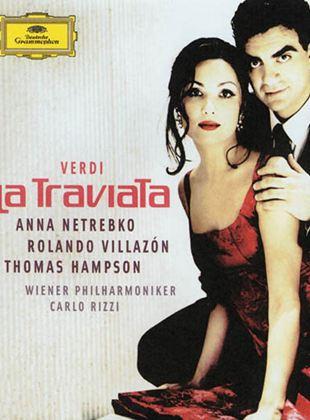 Deutsche
Grammophon
VERDI
La Traviata
ANNA NETREBKO
ROLANDO VILLAZÓN
THOMAS HAMPSON
WIENER PHILHARMONIKER
CARLO RIZZI